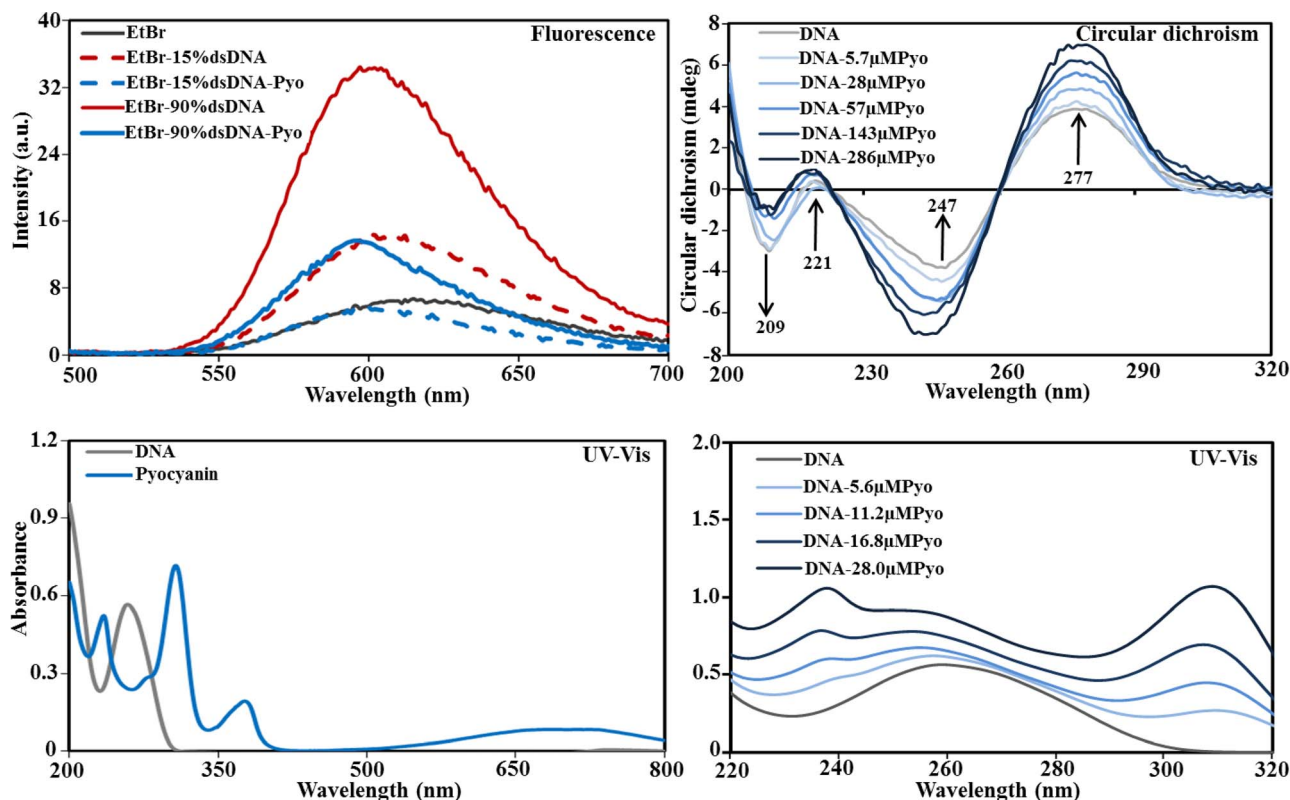 Fluorescence
EtBr
EtBr-15%dsDNA
EtBr-15%dsDNA-Pyo
EtBr-90%dsDNA
EtBr-90%dsDNA-Pyo
40
32
24
16
8
0
Intensity (a.u.)
500
550
600
650
700
Wavelength (nm)
Circular dichroism
DNA
DNA-5.7µMPyo
DNA-28µMPyo
DNA-57µMPyo
DNA-143µMPyo
DNA-286µMPyo
8
6
4
2
0
-2
-4
-6
-8
Circular dichroism (mdeg)
209
221
247
277
200
230
260
290
320
Wavelength (nm)
UV-Vis
DNA
Pyocyanin
1.2
0.9
0.6
0.3
0
Absorbance
200
350
500
650
800
Wavelength (nm)
UV-Vis
DNA
DNA-5.6µMPyo
DNA-11.2µMPyo
DNA-16.8µMPyo
DNA-28.0µMPyo
2.0
1.5
1.0
0.5
0
220
240
260
280
300
320
Wavelength (nm)